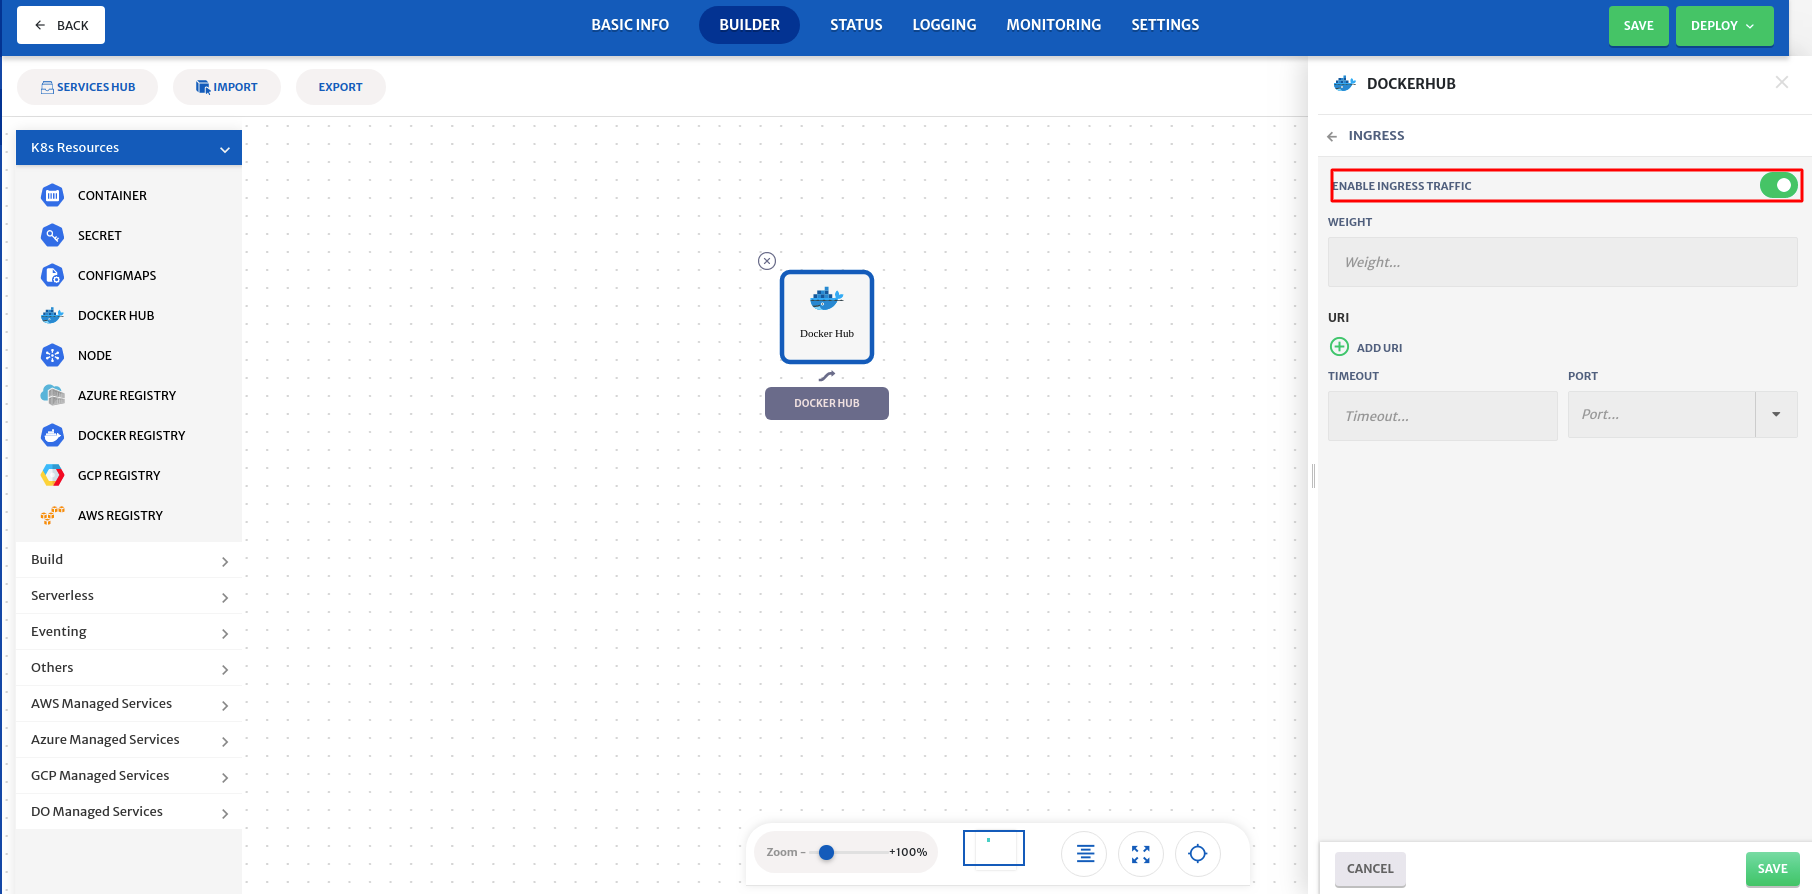 BACK
BASIC INFO
BUILDER
STATUS
LOGGING
MONITORING
SETTINGS
SAVE
DEPLOY
SERVICES HUB
IMPORT
EXPORT
DOCKERHUB
INGRESS
ENABLE INGRESS TRAFFIC
WEIGHT
Weight...
URI
ADD URI
TIMEOUT
PORT
Timeout...
Port...
K8s Resources
CONTAINER
SECRET
CONFIGMAPS
DOCKER HUB
NODE
AZURE REGISTRY
DOCKER REGISTRY
GCP REGISTRY
AWS REGISTRY
Build
Serverless
Eventing
Others
AWS Managed Services
Azure Managed Services
GCP Managed Services
DO Managed Services
Docker Hub
DOCKER HUB
Zoom - +100%
CANCEL
SAVE